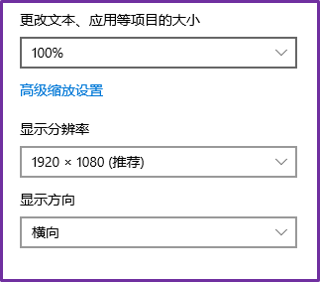 更改文本、应用等项目的大小
100%
高级缩放设置
显示分辨率
1920 × 1080 (推荐)
显示方向
横向